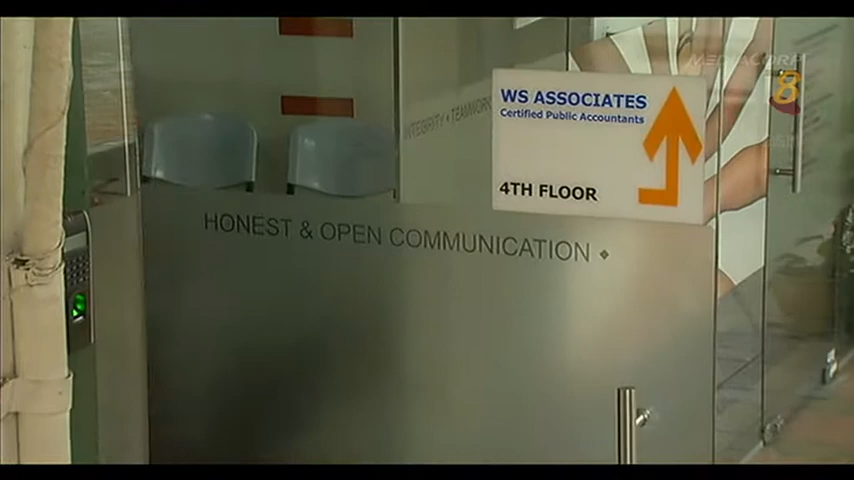 MEDIACORP
8
WS ASSOCIATES
Certified Public Accountants
4TH FLOOR
INTEGRITY • TEAMWORK
HONEST & OPEN COMMUNICATION